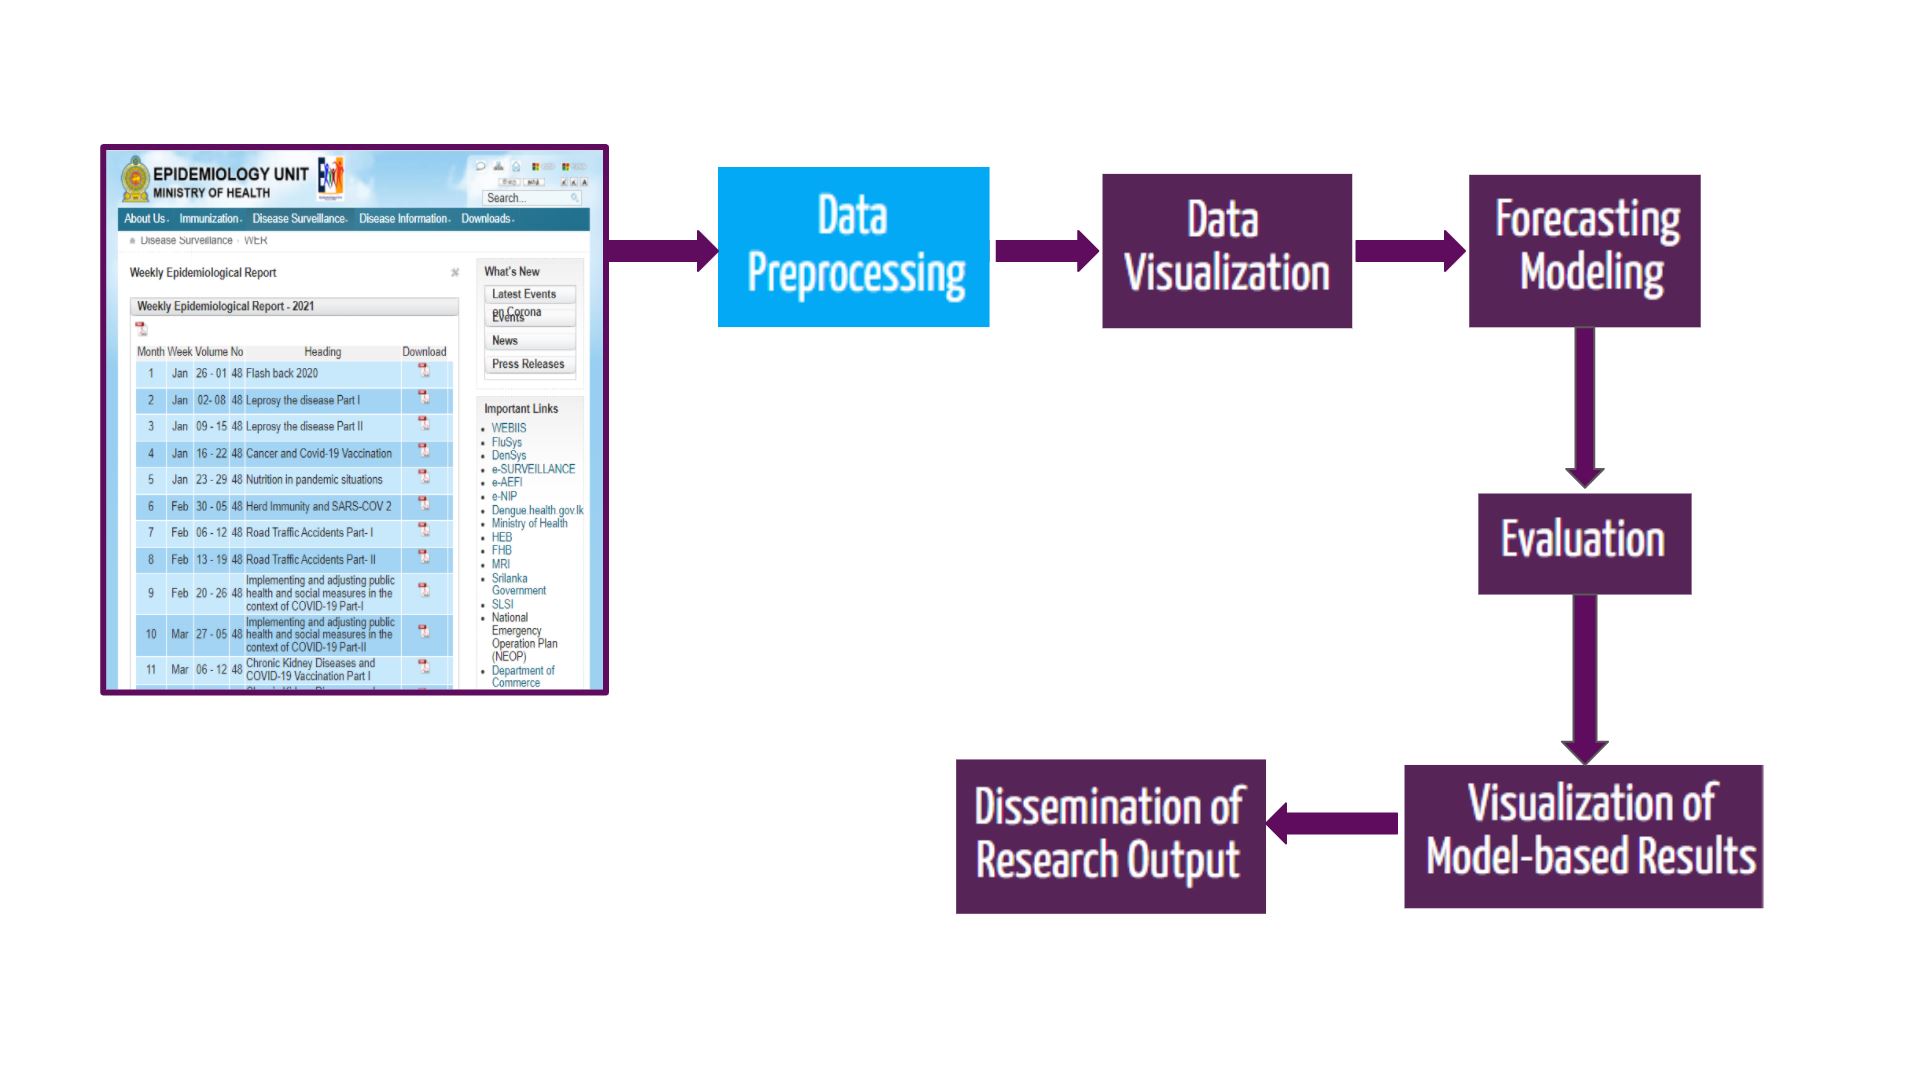 EPIDEMIOLOGY UNIT
MINISTRY OF HEALTH
Search...
About Us Immunization Disease Surveillance Disease Information Downloads
Disease Surveillance WER
Weekly Epidemiological Report
Weekly Epidemiological Report - 2021
Month Week Volume No Heading Download
1 Jan 26 - 01 48 Flash back 2020
2 Jan 02- 08 48 Leprosy the disease Part I
3 Jan 09 - 15 48 Leprosy the disease Part II
4 Jan 16 - 22 48 Cancer and Covid-19 Vaccination
5 Jan 23 - 29 48 Nutrition in pandemic situations
6 Feb 30 - 05 48 Herd Immunity and SARS-COV 2
7 Feb 06 - 12 48 Road Traffic Accidents Part- I
8 Feb 13 - 19 48 Road Traffic Accidents Part- II
9 Feb 20 - 26 48 Implementing and adjusting public
health and social measures in the
context of COVID-19 Part-I
10 Mar 27 - 05 48 Implementing and adjusting public
health and social measures in the
context of COVID-19 Part-II
11 Mar 06 - 12 48 Chronic Kidney Diseases and
COVID-19 Vaccination Part I
What's New
Latest Events
on Corona
Events
News
Press Releases
Important Links
WEBIIS
FluSys
DenSys
e-SURVEILLANCE
e-AEFI
e-NIP
Dengue.health.gov.lk
Ministry of Health
HEB
FHB
MRI
Srilanka
Government
SLSI
National
Emergency
Operation Plan
(NEOP)
Department of
Commerce
Data
Preprocessing
Data
Visualization
Forecasting
Modeling
Evaluation
Visualization of
Model-based Results
Dissemination of
Research Output